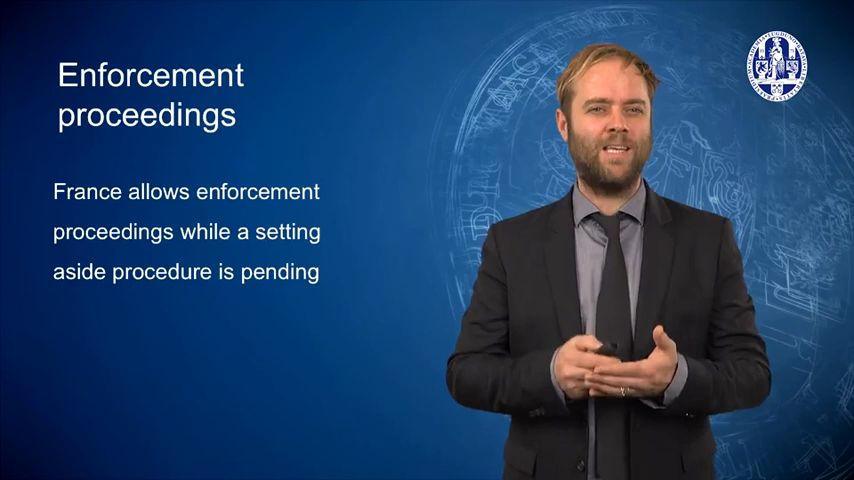 Enforcement
proceedings
France allows enforcement
proceedings while a setting
aside procedure is pending